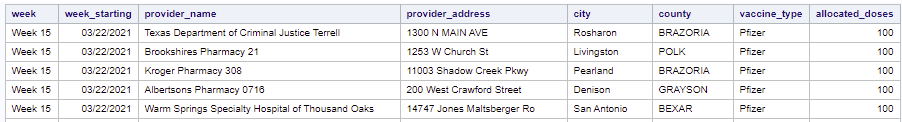 week week_starting provider_name provider_address city county vaccine_type allocated_doses
Week 15 03/22/2021 Texas Department of Criminal Justice Terrell 1300 N MAIN AVE Rosharon BRAZORIA Pfizer 100
Week 15 03/22/2021 Brookshires Pharmacy 21 1253 W Church St Livingston POLK Pfizer 100
Week 15 03/22/2021 Kroger Pharmacy 308 11003 Shadow Creek Pkwy Pearland BRAZORIA Pfizer 100
Week 15 03/22/2021 Albertsons Pharmacy 0716 200 West Crawford Street Denison GRAYSON Pfizer 100
Week 15 03/22/2021 Warm Springs Specialty Hospital of Thousand Oaks 14747 Jones Maltsberger Ro San Antonio BEXAR Pfizer 100